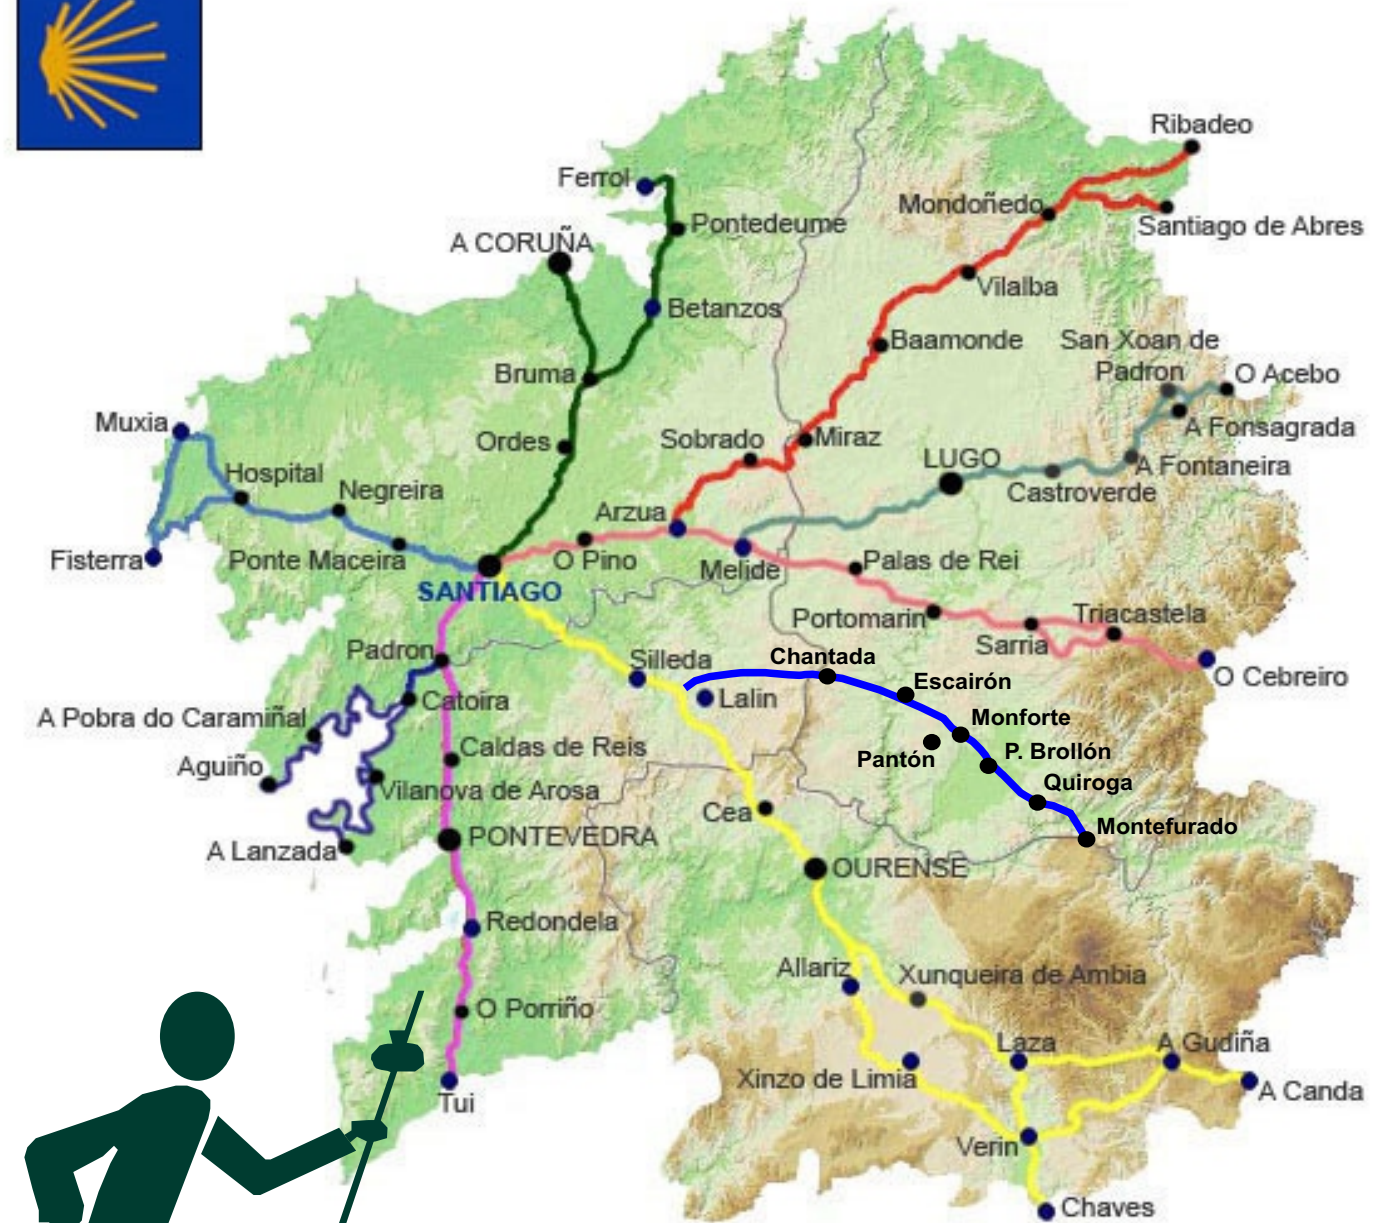 Ribadeo
Ferrol
Mondoñedo
Pontedeume
Santiago de Abres
A CORUÑA
Vilalba
Betanzos
Baamonde
San Xoan de
Padron
O Acebo
Bruma
Muxia
Sobrado
Miraz
A Fonsagrada
Ordes
Hospital
LUGO
A Fontaneira
Negreira
Castroverde
Arzua
Fisterra
Ponte Maceira
O Pino
Melide
Palas de Rei
SANTIAGO
Portomarin
Triacastela
Sarria
Padron
Silleda
Chantada
O Cebreiro
Escairón
Catoira
Lalin
A Pobra do Caramiñal
Monforte
Caldas de Reis
Pantón
P. Brollón
Aguiño
Quiroga
Vilanova de Arosa
Cea
Montefurado
PONTEVEDRA
A Lanzada
OURENSE
Redondela
Allariz
Xunqueira de Ambia
O Porriño
Laza
A Gudiña
Xinzo de Limia
A Canda
Tui
Verin
Chaves